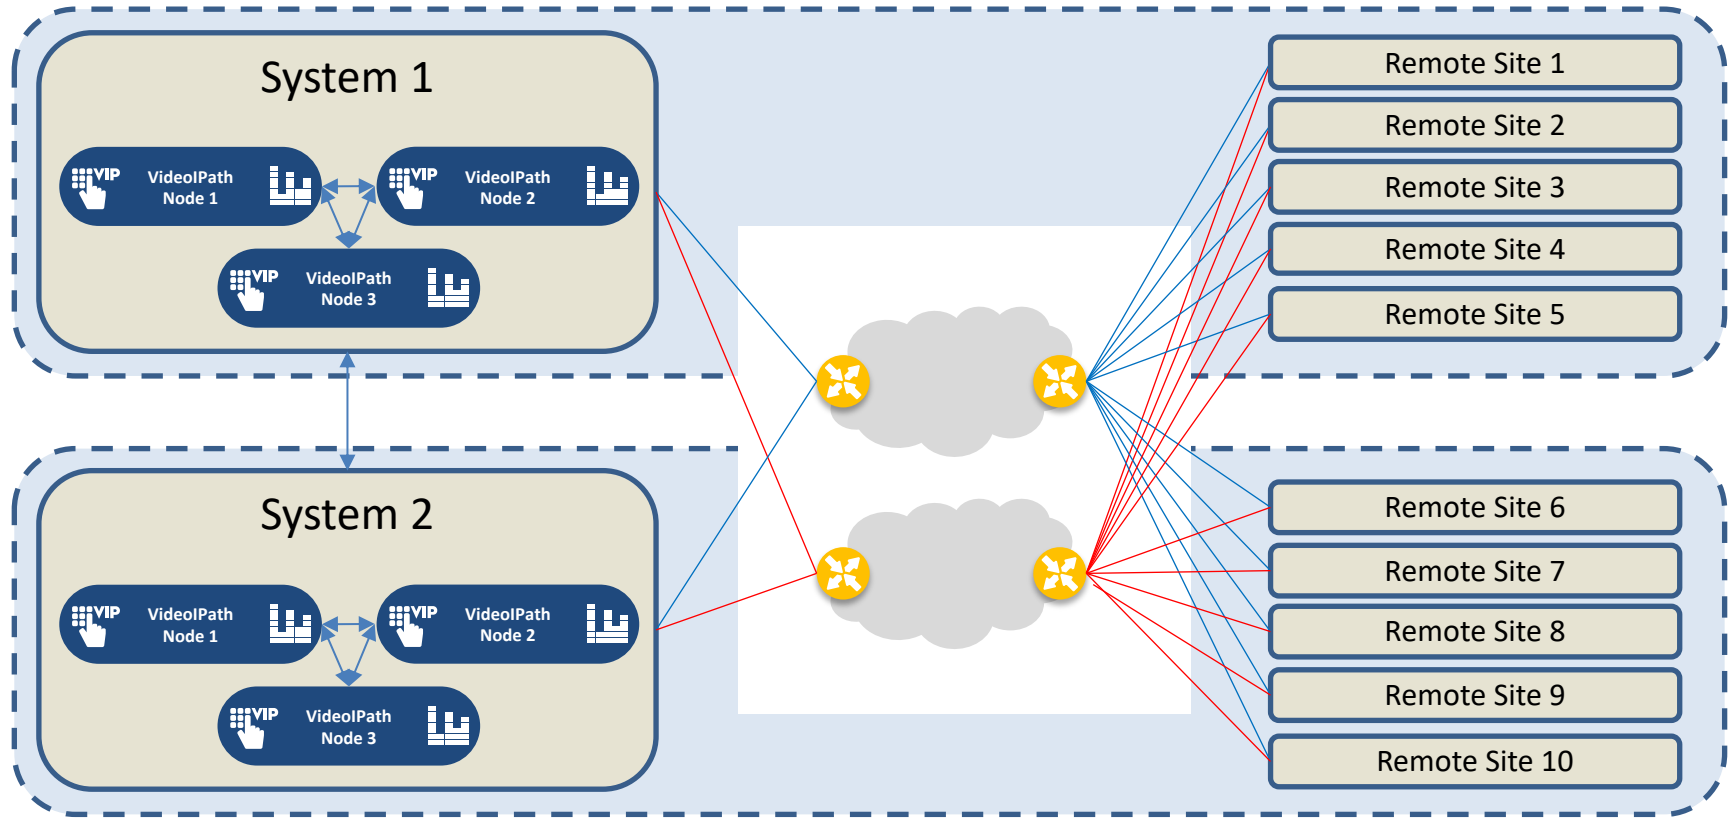 System 1
VIP
VideoIPath
Node 1
VIP
VideoIPath
Node 2
VIP
VideoIPath
Node 3
System 2
VIP
VideoIPath
Node 1
VIP
VideoIPath
Node 2
VIP
VideoIPath
Node 3
Remote Site 1
Remote Site 2
Remote Site 3
Remote Site 4
Remote Site 5
Remote Site 6
Remote Site 7
Remote Site 8
Remote Site 9
Remote Site 10